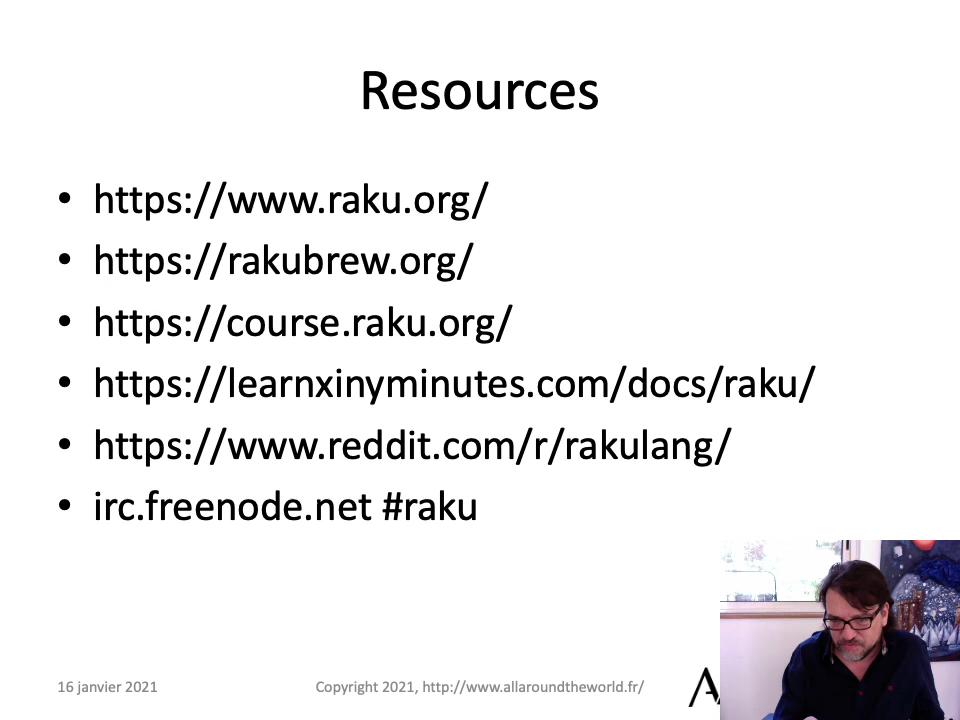 Resources
• https://www.raku.org/
• https://rakubrew.org/
• https://course.raku.org/
• https://learnxinyminutes.com/docs/raku/
• https://www.reddit.com/r/rakulang/
• irc.freenode.net #raku
16 janvier 2021 Copyright 2021, http://www.allaroundtheworld.fr/